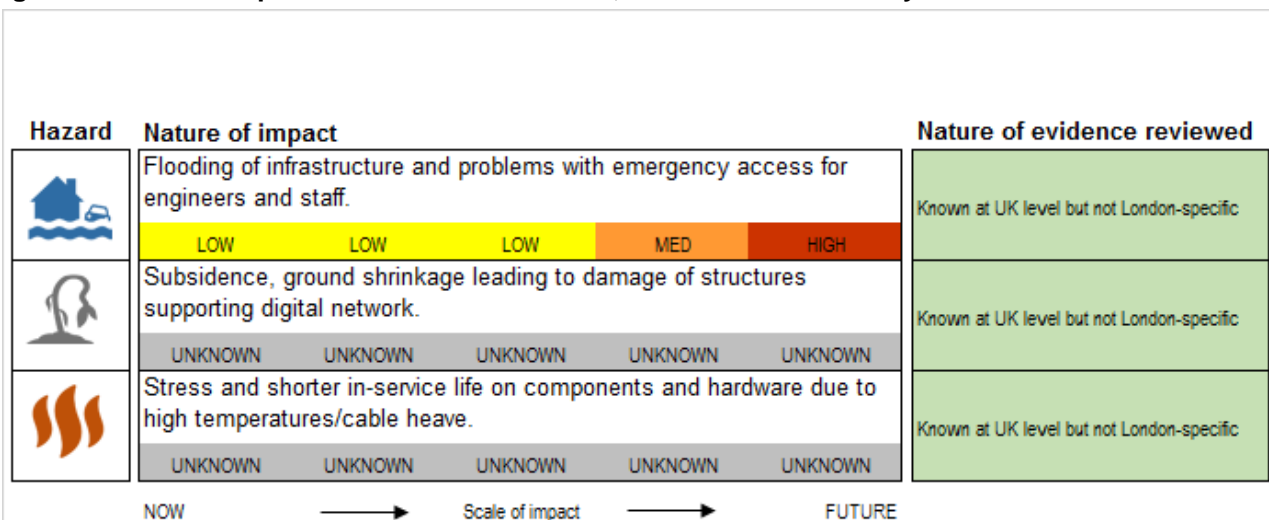 Hazard Nature of impact Nature of evidence reviewed
Flooding of infrastructure and problems with emergency access for
engineers and staff.
Known at UK level but not London-specific
LOW LOW LOW MED HIGH
Subsidence, ground shrinkage leading to damage of structures
supporting digital network.
Known at UK level but not London-specific
UNKNOWN UNKNOWN UNKNOWN UNKNOWN UNKNOWN
Stress and shorter in-service life on components and hardware due to
high temperatures/cable heave.
Known at UK level but not London-specific
UNKNOWN UNKNOWN UNKNOWN UNKNOWN UNKNOWN
NOW Scale of impact FUTURE